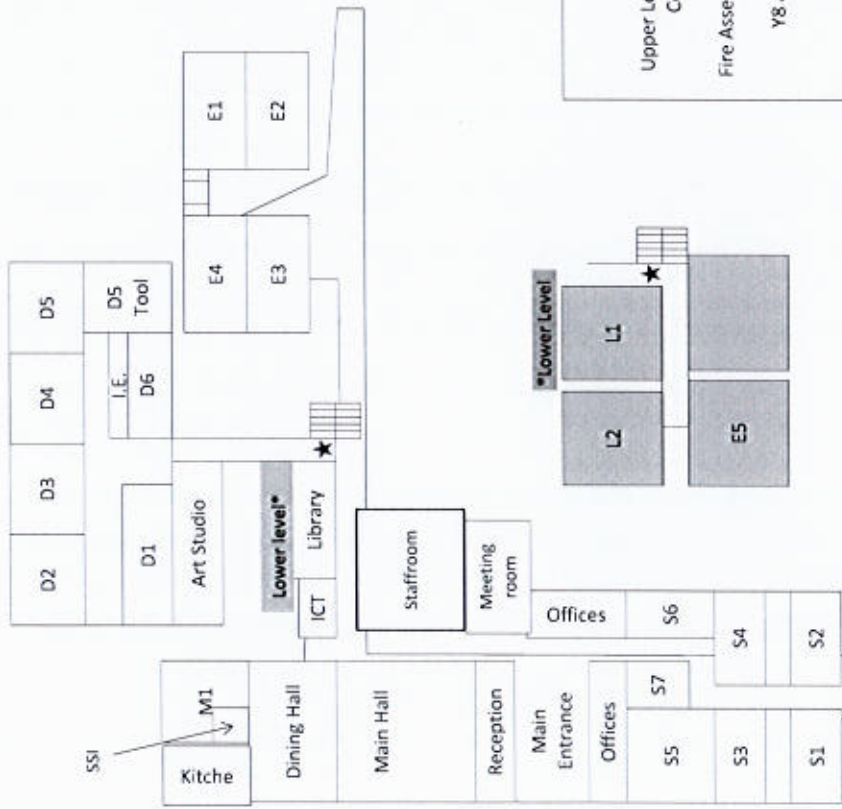 D2
D3
D4
D5
D1
I.E.
D6
D5
Tool
Art Studio
E4
E1
E3
E2
SSI
M1
Kitche
Lower level*
ICT
Library
Dining Hall
Main Hall
Staffroom
Meeting
room
Reception
Main
Entrance
Offices
Offices
S7
S6
S5
S4
S3
S2
S1
*Lower Level
L2
L1
E5
Fire Asse
Y8